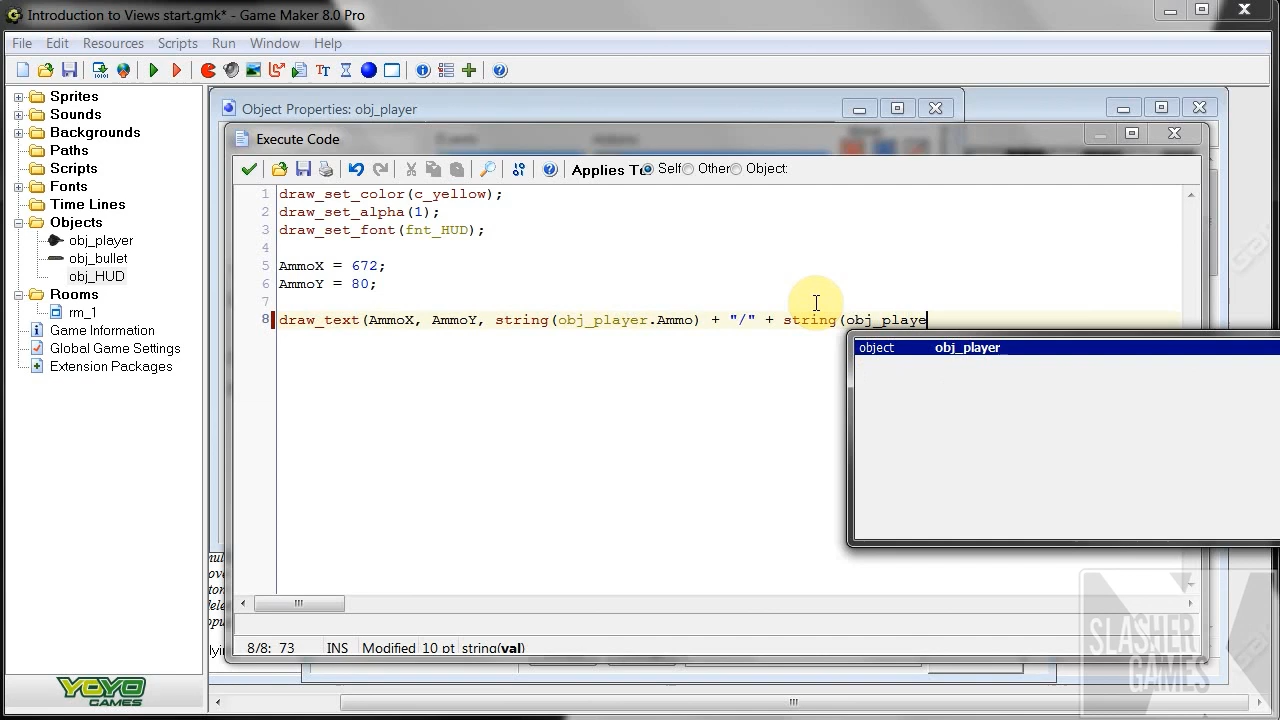 Introduction to Views start.gmk* - Game Maker 8.0 Pro
File Edit Resources Scripts Run Window Help
Sprites
Sounds
Backgrounds
Paths
Scripts
Fonts
Time Lines
Objects
obj_player
obj_bullet
obj_HUD
Rooms
rm_1
Game Information
Global Game Settings
Extension Packages
YOYO
GAMES
Object Properties: obj_player
Execute Code
Applies To Self Other Object:
1 draw_set_color(c_yellow);
2 draw_set_alpha(1);
3 draw_set_font(fnt_HUD);
4
5 AmmoX = 672;
6 AmmoY = 80;
7
8 draw_text(AmmoX, AmmoY, string(obj_player.Ammo) + "/" + string(obj_playe
object obj_player
8/8: 73 INS Modified 10 pt string(val)
SLASHER
GAMES